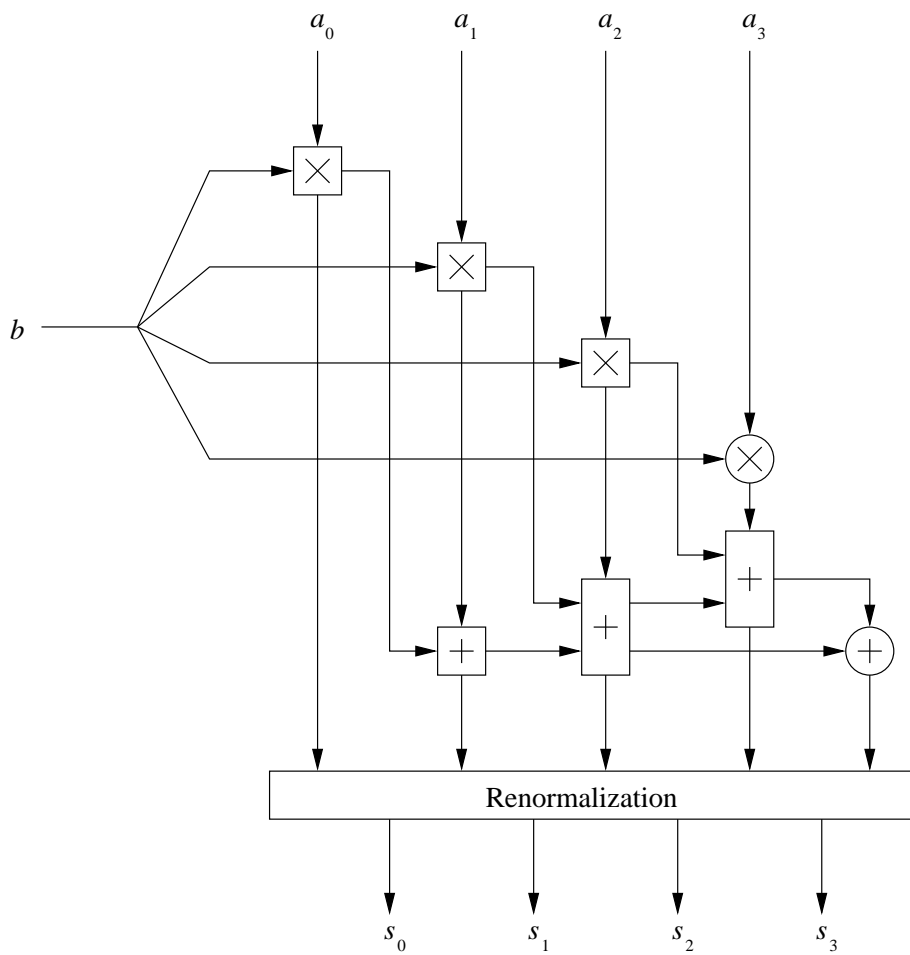 a₀ a₁ a₂ a₃
×
×
b
×
×
+
+
+ +
Renormalization
s₀ s₁ s₂ s₃